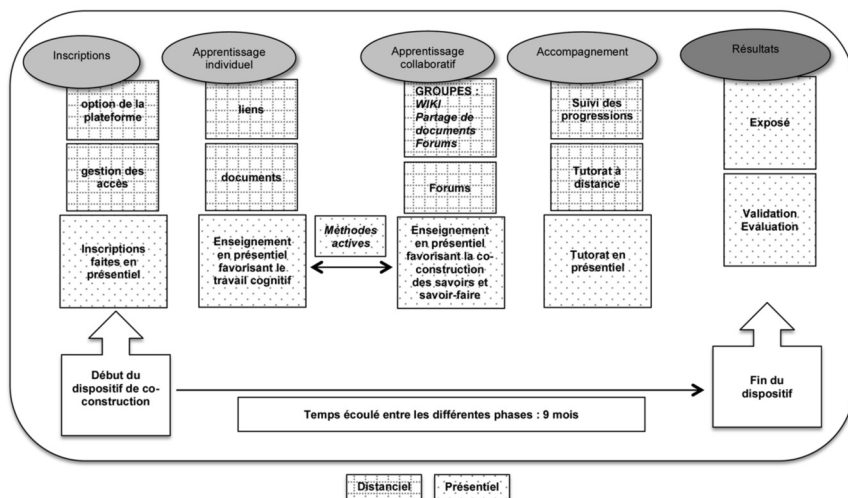 Inscriptions
Apprentissage
individuel
Apprentissage
collaboratif
Accompagnement
Résultats
option de la
plateforme
gestion des
accès
Inscriptions
faites en
présentiel
liens
documents
Enseignement
en présentiel
favorisant le
travail cognitif
Méthodes
actives
GROUPES :
WIKI
Partage de
documents
Forums
Forums
Enseignement
en présentiel
favorisant la co-
construction
des savoirs et
savoir-faire
Suivi des
progressions
Tutorat à
distance
Tutorat en
présentiel
Exposé
Validation
Evaluation
Début du
dispositif de co-
construction
Temps écoulé entre les différentes phases : 9 mois
Fin du
dispositif
Distanciel
Présentiel